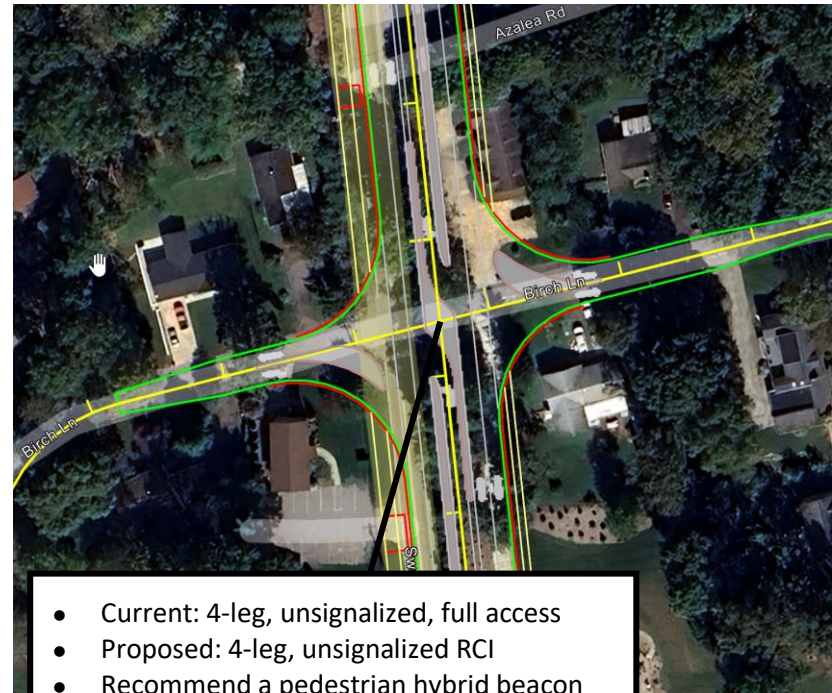 Azalea Rd
Birch Ln
Birch Ln
Sw
● Current: 4-leg, unsignalized, full access
● Proposed: 4-leg, unsignalized RCI
● Recommend a pedestrian hybrid beacon